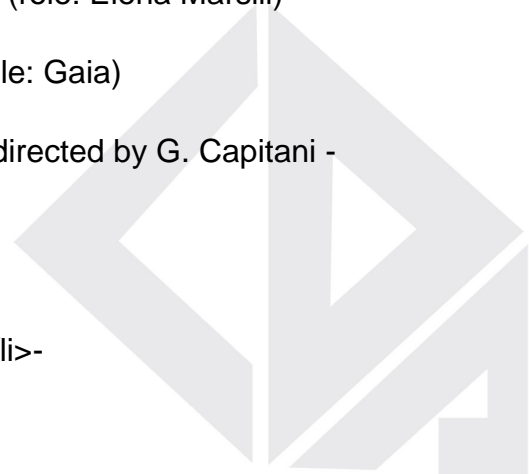 (role: Elena Marsili)
le: Gaia)
directed by G. Capitani -
li>-